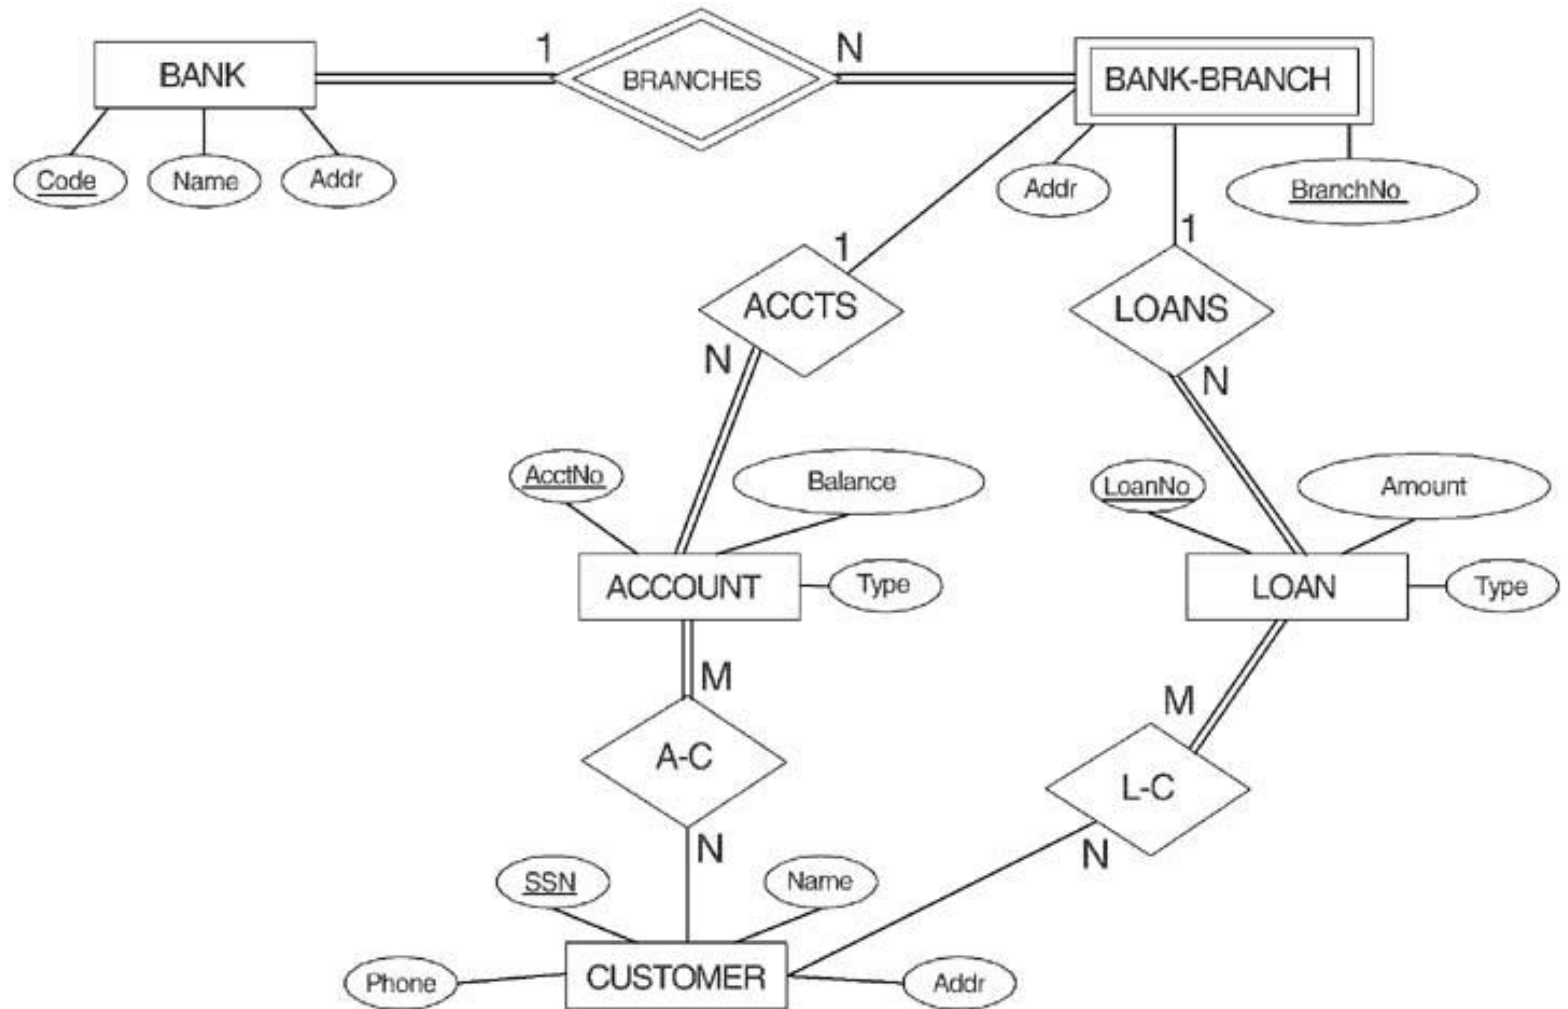 1
N
BANK
BRANCHES
BANK-BRANCH
Code
Name
Addr
Addr
BranchNo
1
1
ACCTS
LOANS
N
N
AcctNo
Balance
LoanNo
Amount
ACCOUNT
Type
LOAN
Type
M
M
A-C
L-C
N
N
SSN
Name
Phone
CUSTOMER
Addr